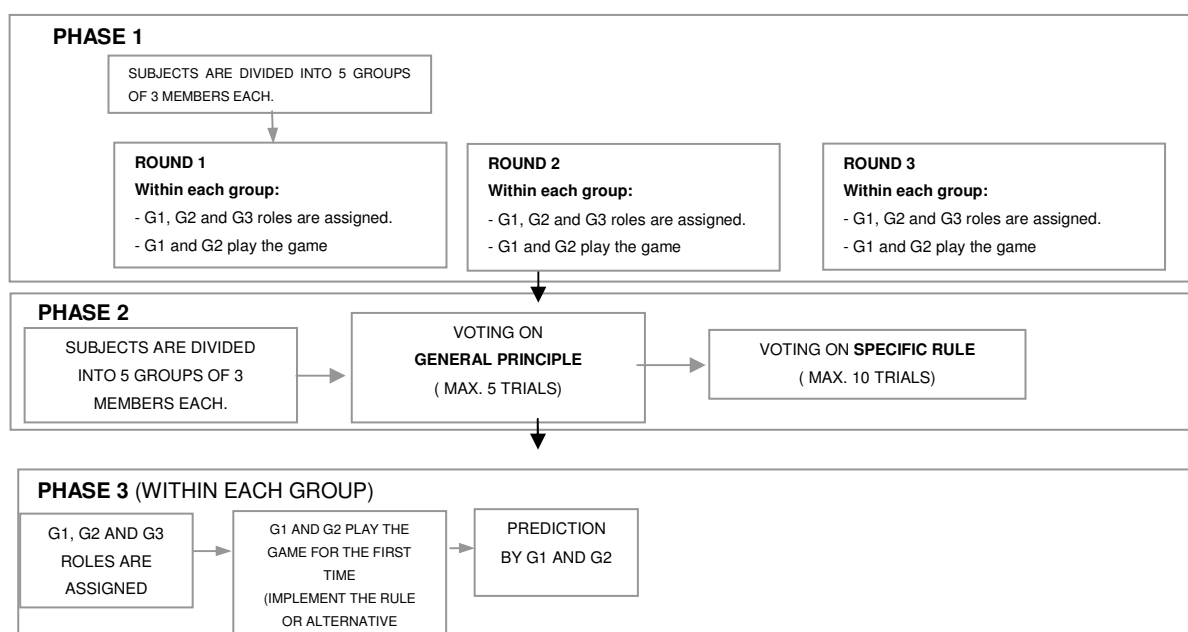 PHASE 1
SUBJECTS ARE DIVIDED INTO 5 GROUPS
OF 3 MEMBERS EACH.
ROUND 1
Within each group:
- G1, G2 and G3 roles are assigned.
- G1 and G2 play the game
ROUND 2
Within each group:
- G1, G2 and G3 roles are assigned.
- G1 and G2 play the game
ROUND 3
Within each group:
- G1, G2 and G3 roles are assigned.
- G1 and G2 play the game
PHASE 2
SUBJECTS ARE DIVIDED
INTO 5 GROUPS OF 3
MEMBERS EACH.
VOTING ON
GENERAL PRINCIPLE
( MAX. 5 TRIALS)
VOTING ON SPECIFIC RULE
( MAX. 10 TRIALS)
PHASE 3 (WITHIN EACH GROUP)
G1, G2 AND G3
ROLES ARE
ASSIGNED
G1 AND G2 PLAY THE
GAME FOR THE FIRST
TIME
(IMPLEMENT THE RULE
OR ALTERNATIVE
PREDICTION
BY G1 AND G2